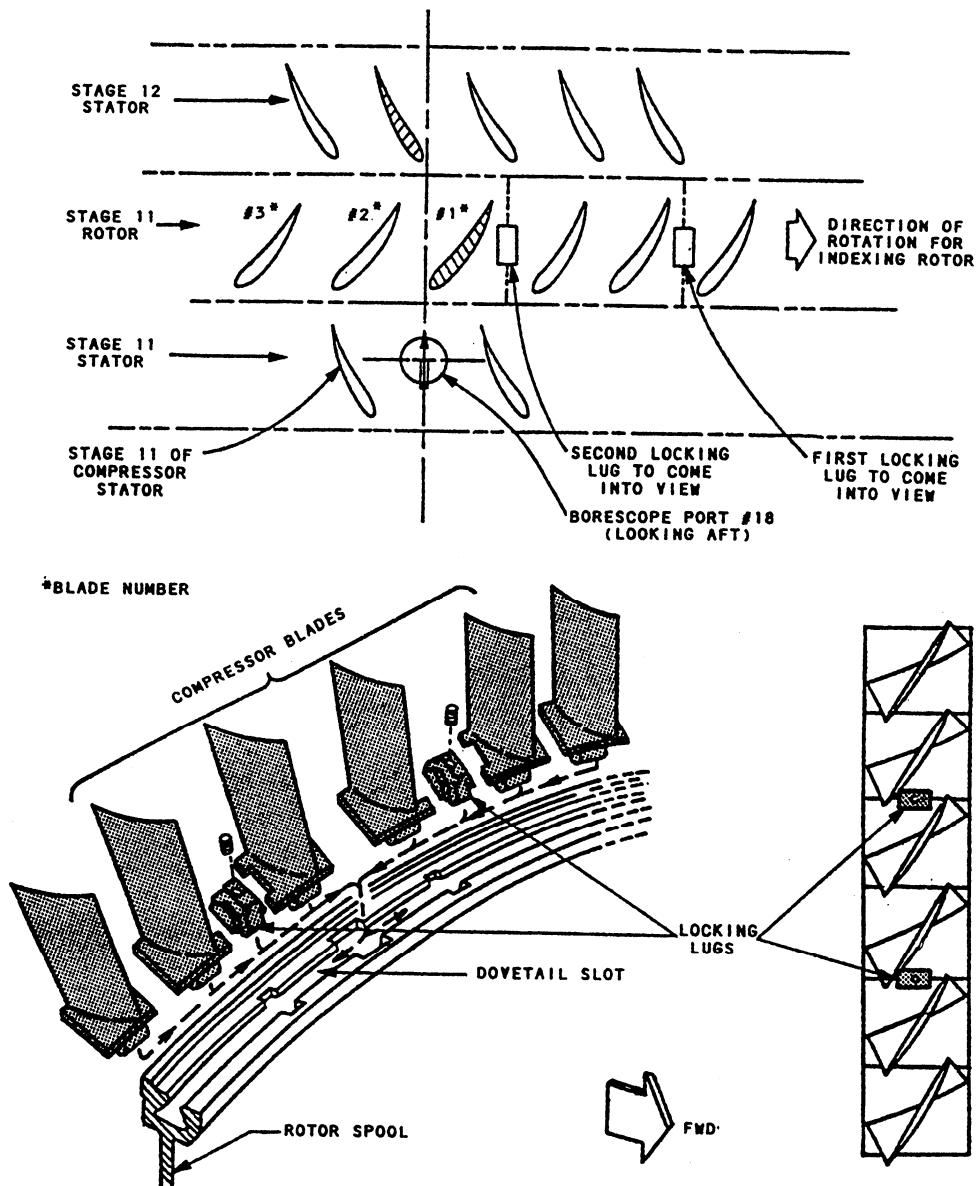 STAGE 12
STATOR
STAGE 11
ROTOR
#3*
#2*
#1*
DIRECTION OF
ROTATION FOR
INDEXING ROTOR
STAGE 11
STATOR
STAGE 11 OF
COMPRESSOR
STATOR
SECOND LOCKING
LUG TO COME
INTO VIEW
FIRST LOCKING
LUG TO COME
INTO VIEW
BORESCOPE PORT #18
(LOOKING AFT)
*BLADE NUMBER
COMPRESSOR BLADES
LOCKING
LUGS
DOVETAIL SLOT
ROTOR SPOOL
FWD